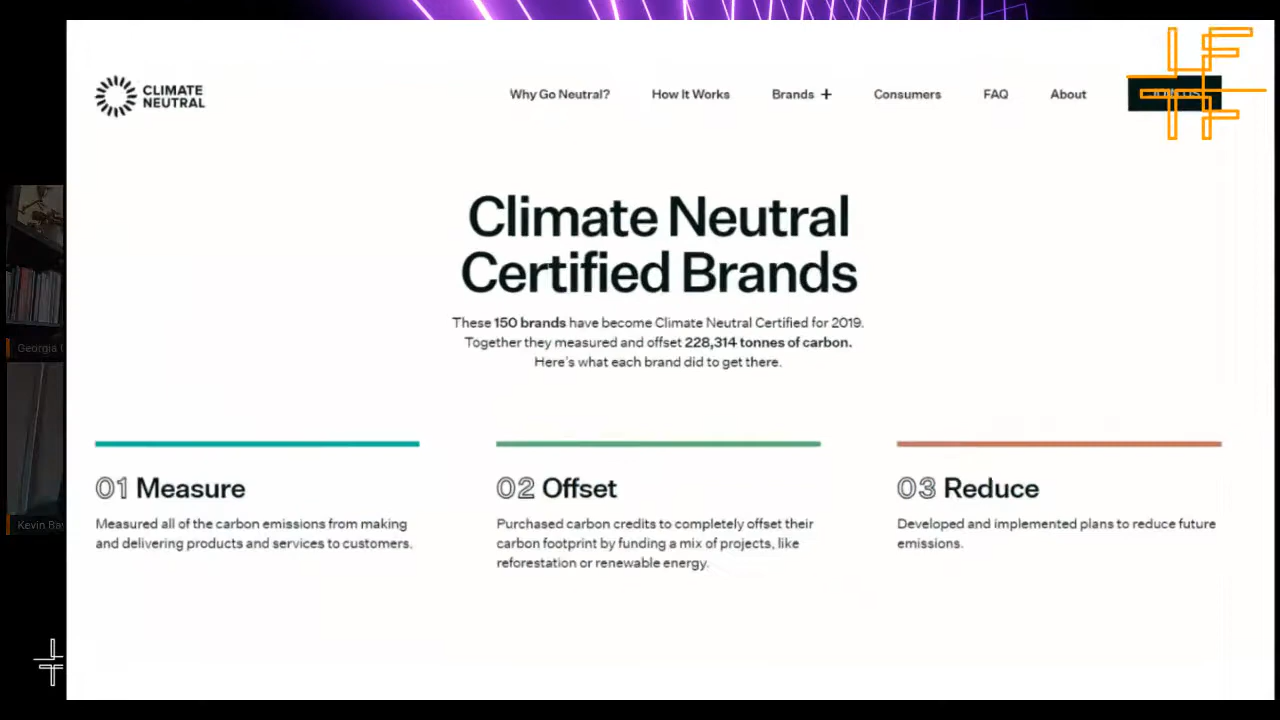 CLIMATE
NEUTRAL
Why Go Neutral?
How It Works
Brands +
Consumers
FAQ
About
Climate Neutral
Certified Brands
These 150 brands have become Climate Neutral Certified for 2019.
Together they measured and offset 228,314 tonnes of carbon.
Here's what each brand did to get there.
01 Measure
Measured all of the carbon emissions from making
and delivering products and services to customers.
02 Offset
Purchased carbon credits to completely offset their
carbon footprint by funding a mix of projects, like
reforestation or renewable energy.
03 Reduce
Developed and implemented plans to reduce future
emissions.
Georgia
Kevin